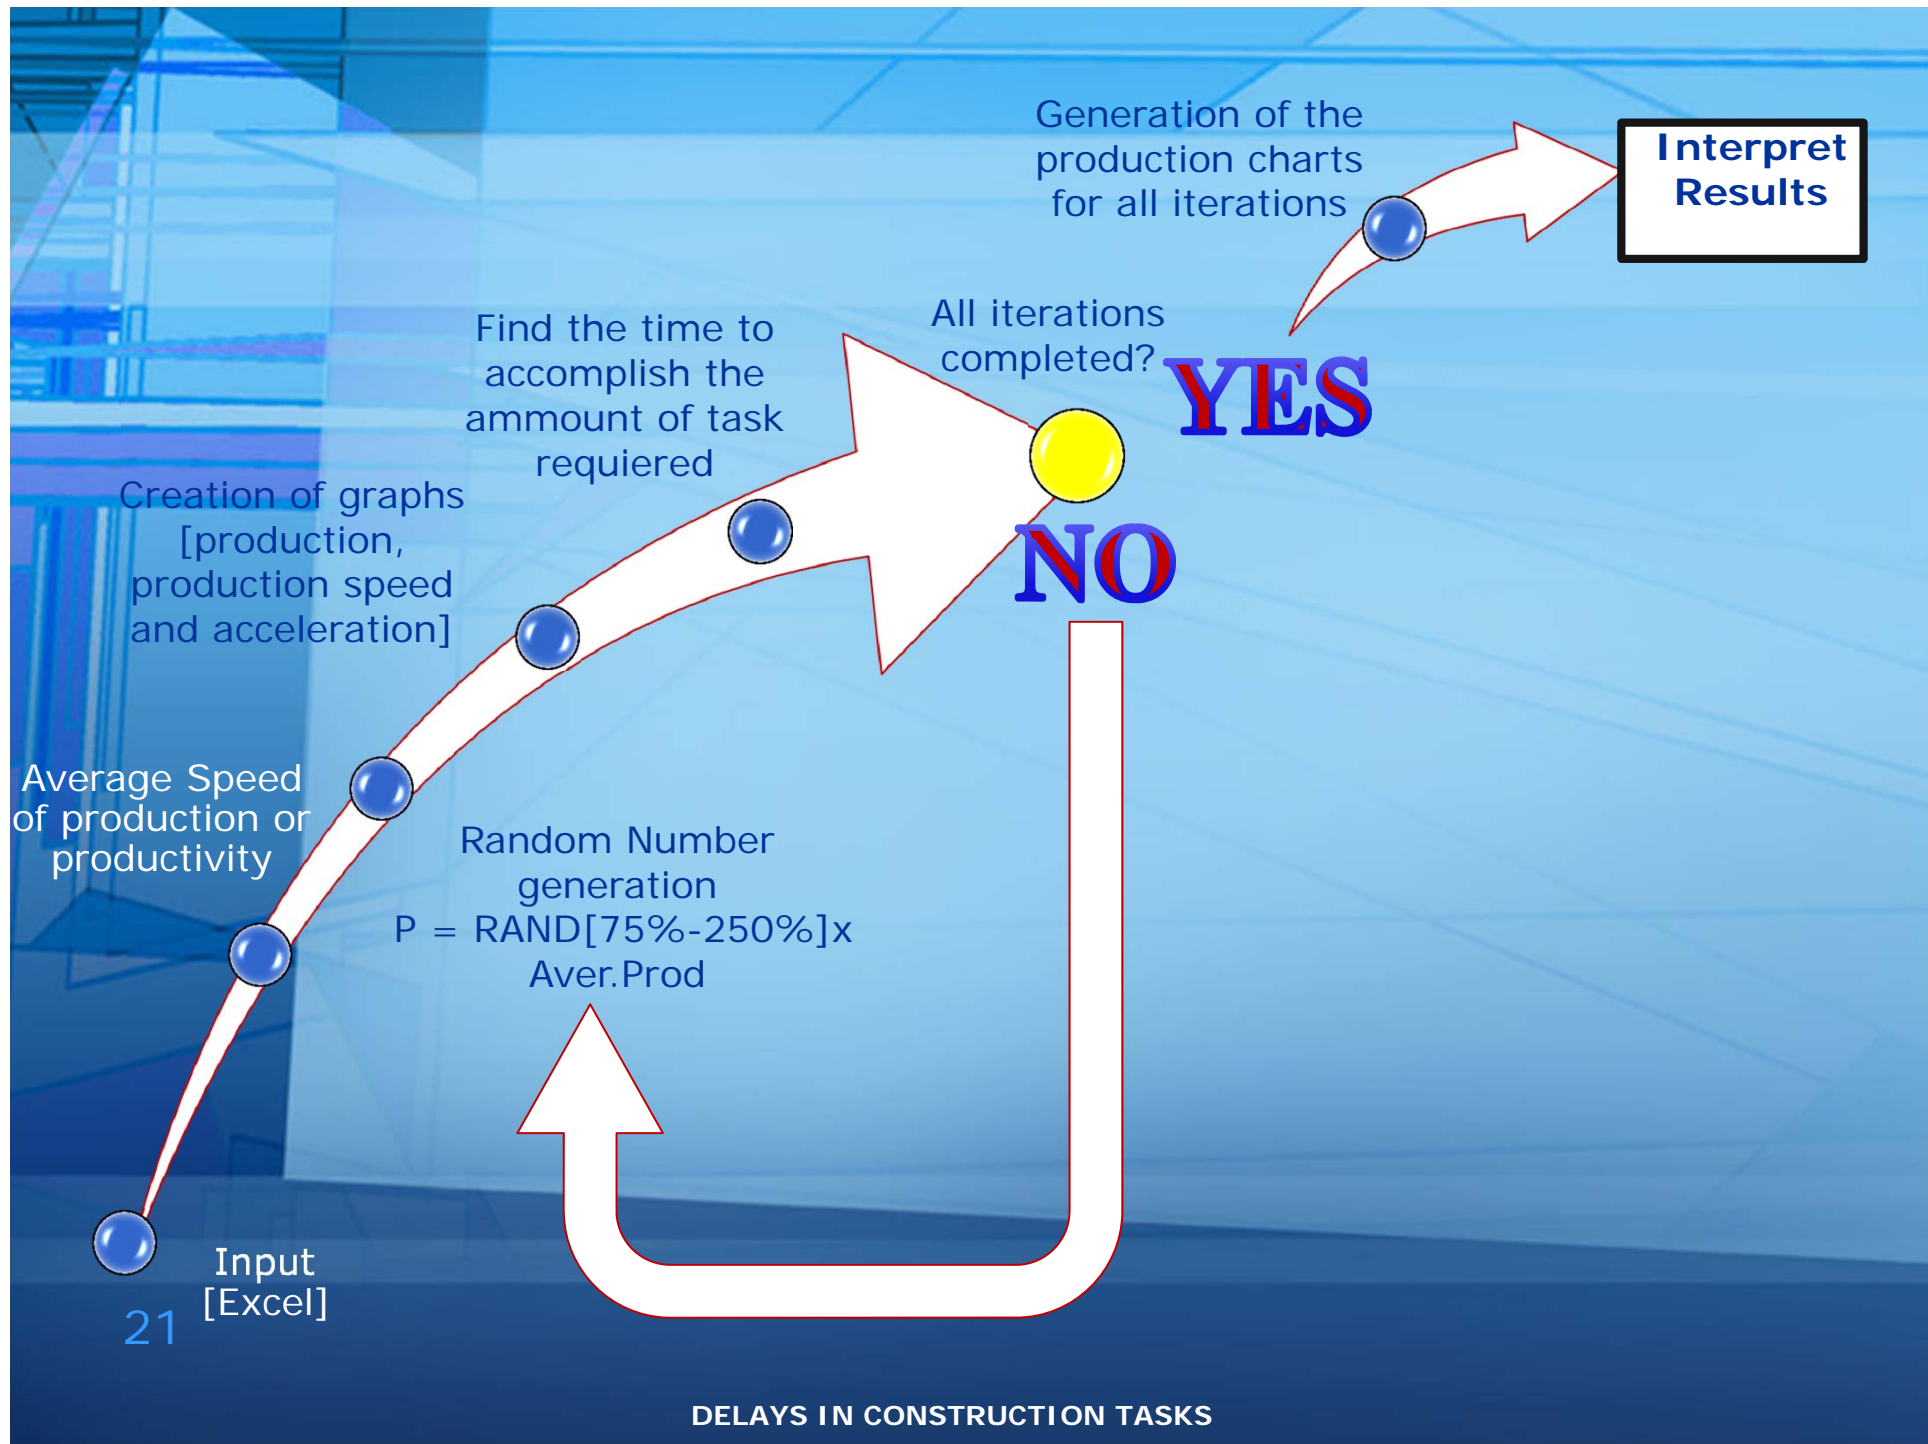 Generation of the
production charts
for all iterations
Interpret
Results
All iterations
completed?
YES
NO
Find the time to
accomplish the
ammount of task
requiered
Creation of graphs
[production,
production speed
and acceleration]
Average Speed
of production or
productivity
Random Number
generation
P = RAND[75%-250%]x
Aver.Prod
Input
[Excel]
21
DELAYS IN CONSTRUCTION TASKS